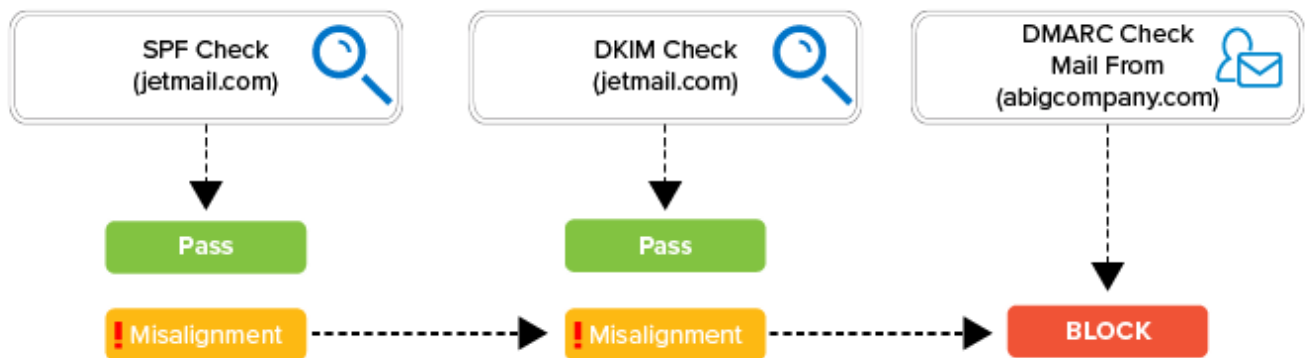 SPF Check
(jetmail.com)
DKIM Check
(jetmail.com)
DMARC Check
Mail From
(abigcompany.com)
Pass
Pass
! Misalignment
! Misalignment
BLOCK